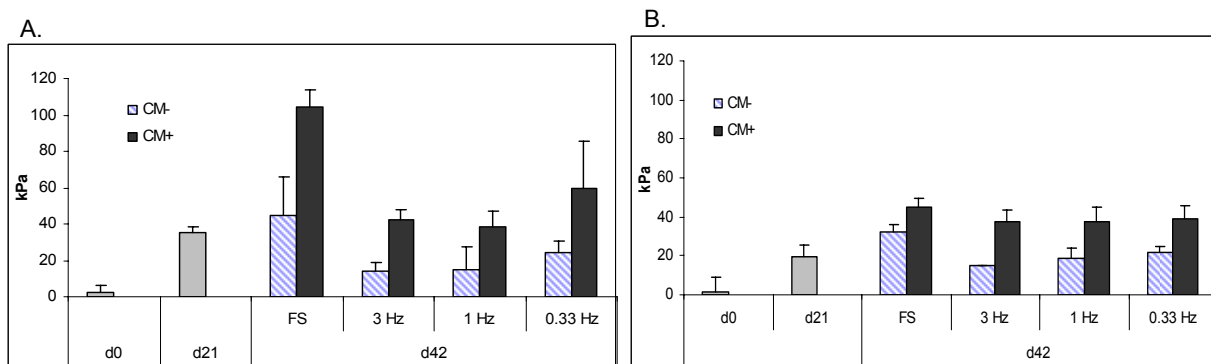 A.
120
100
80
60
40
20
0
kPa
CM-
CM+
FS 3 Hz 1 Hz 0.33 Hz
d0 d21 d42
B.
120
100
80
60
40
20
0
kPa
CM-
CM+
d0 d21 FS 3 Hz 1 Hz 0.33 Hz
d42